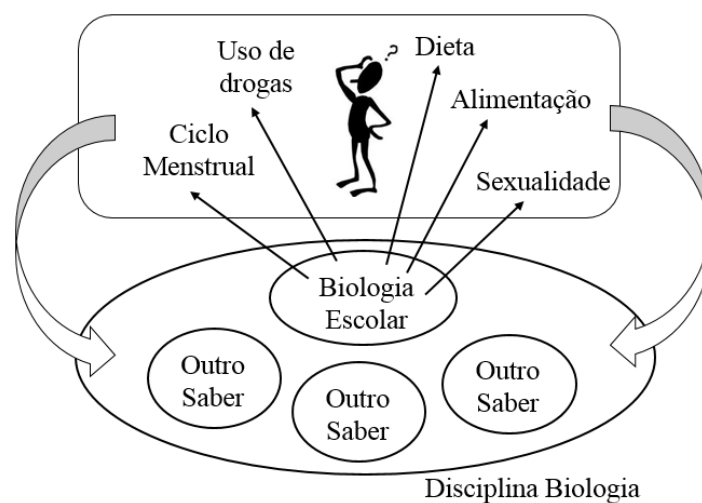 Uso de
drogas
?
Dieta
Alimentação
Ciclo
Menstrual
Sexualidade
Biologia
Escolar
Outro
Saber
Outro
Saber
Outro
Saber
Disciplina Biologia